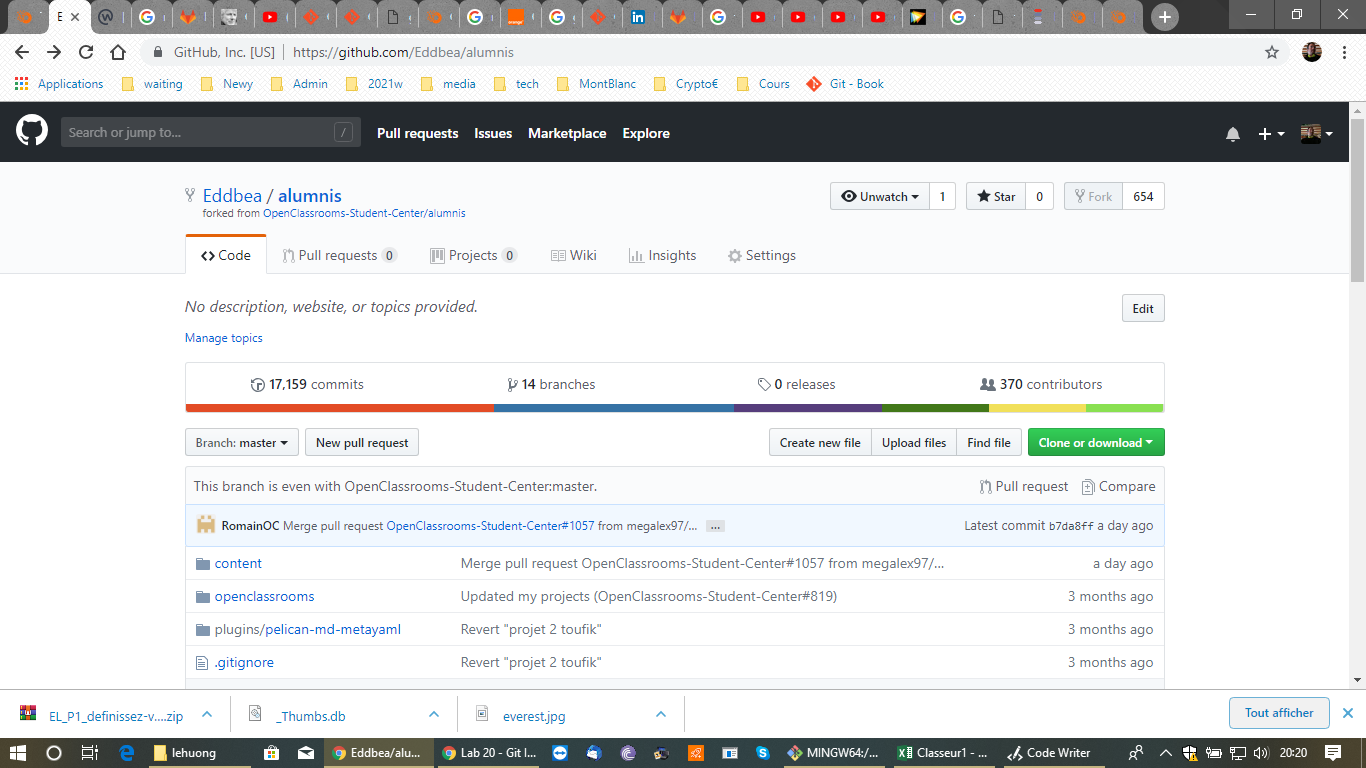 E
GitHub, Inc. [US] | https://github.com/Eddbea/alumnis
Applications waiting Newy Admin 2021w media tech MontBlanc Crypto€ Cours Git - Book
Search or jump to... / Pull requests Issues Marketplace Explore
Eddbea / alumnis Unwatch 1 Star 0 Fork 654
forked from OpenClassrooms-Student-Center/alumnis
Code Pull requests 0 Projects 0 Wiki Insights Settings
No description, website, or topics provided. Edit
Manage topics
17,159 commits 14 branches 0 releases 370 contributors
Branch: master New pull request Create new file Upload files Find file Clone or download
This branch is even with OpenClassrooms-Student-Center:master. Pull request Compare
RomainOC Merge pull request OpenClassrooms-Student-Center#1057 from megalex97/... ... Latest commit b7da8ff a day ago
content Merge pull request OpenClassrooms-Student-Center#1057 from megalex97/... a day ago
openclassrooms Updated my projects (OpenClassrooms-Student-Center#819) 3 months ago
plugins/pelican-md-metayaml Revert "projet 2 toufik" 3 months ago
.gitignore Revert "projet 2 toufik" 3 months ago
EL_P1_definissez-v....zip _Thumbs.db everest.jpg Tout afficher
lehuong Eddbea/alu... Lab 20 - Git I... MINGW64:/... Classeur1 - ... Code Writer 20:20